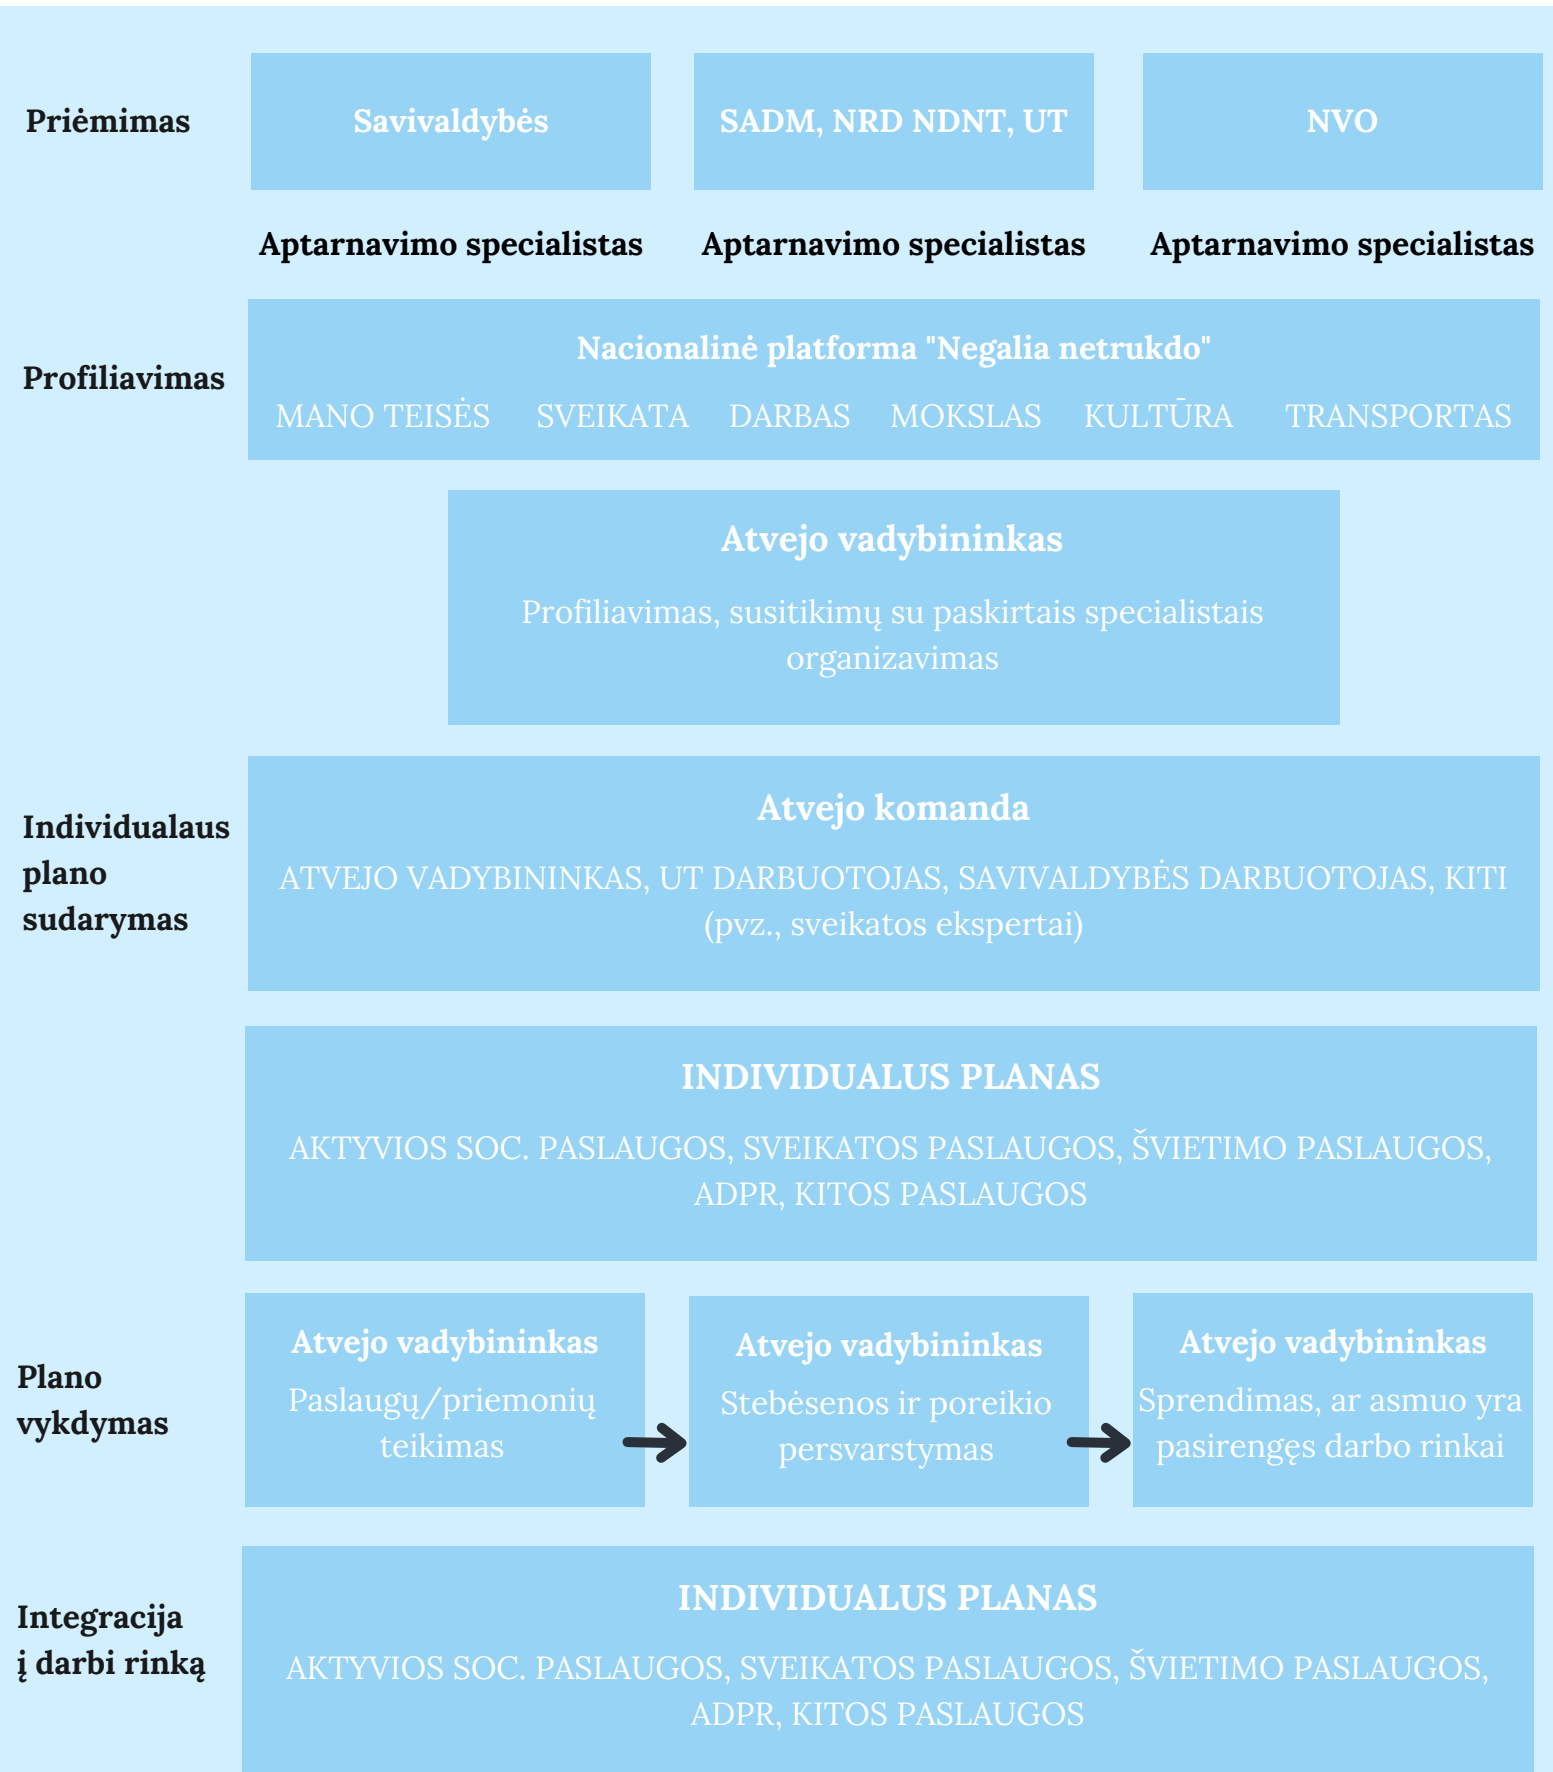 Priėmimas
Savivaldybės
SADM, NRD NDNT, UT
NVO
Aptarnavimo specialistas
Aptarnavimo specialistas
Aptarnavimo specialistas
Profiliavimas
Nacionalinė platforma "Negalia netrukdo"
MANO TEISĖS SVEIKATA DARBAS MOKSLAS KULTŪRA TRANSPORTAS
Atvejo vadybininkas
Profiliavimas, susitikimų su paskirtais specialistais
organizavimas
Individualaus
plano
sudarymas
Atvejo komanda
ATVEJO VADYBININKAS, UT DARBUOTOJAS, SAVIVALDYBĖS DARBUOTOJAS, KITI
(pvz., sveikatos ekspertai)
INDIVIDUALUS PLANAS
AKTYVIOS SOC. PASLAUGOS, SVEIKATOS PASLAUGOS, ŠVIETIMO PASLAUGOS,
ADPR, KITOS PASLAUGOS
Plano
vykdymas
Atvejo vadybininkas
Paslaugų/priemonių
teikimas
Atvejo vadybininkas
Stebėsenos ir poreikio
persvarstymas
Atvejo vadybininkas
Sprendimas, ar asmuo yra
pasirengęs darbo rinkai
Integracija
į darbi rinką
INDIVIDUALUS PLANAS
AKTYVIOS SOC. PASLAUGOS, SVEIKATOS PASLAUGOS, ŠVIETIMO PASLAUGOS,
ADPR, KITOS PASLAUGOS